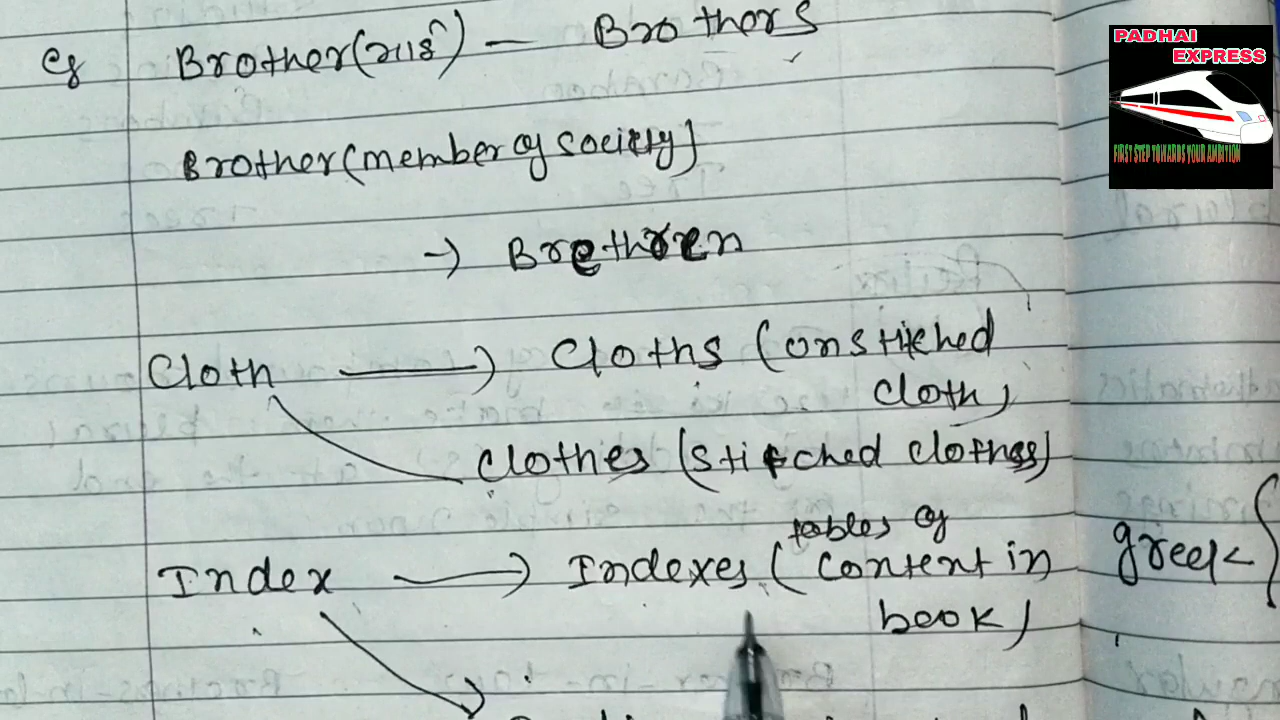 eg Brother(भाई) — Brothers
Brother(member of society)
→ Brethren
Cloth → Cloths (onstitched
cloth)
Clothes (stitched clothes)
tables of
Index → Indexes ( content in
book)
greek {
PADHAI
EXPRESS
FIRST STEP TOWARDS YOUR AMBITION